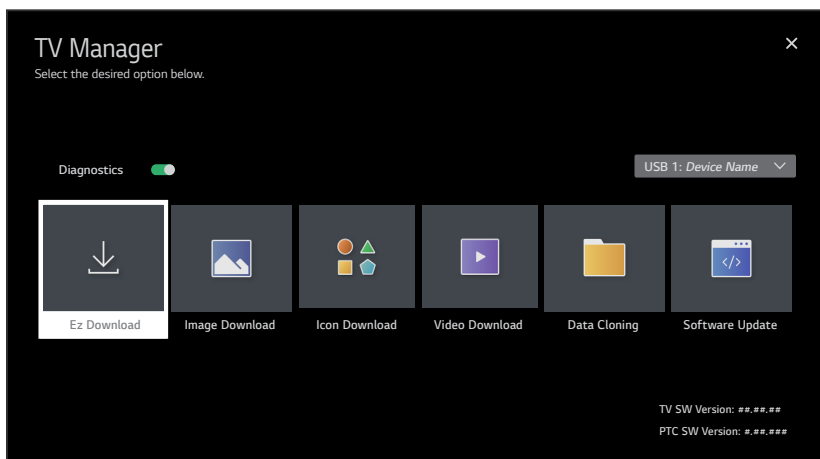 TV Manager
Select the desired option below.
Diagnostics
USB 1: Device Name
</>
Ez Download
Image Download
Icon Download
Video Download
Data Cloning
Software Update
TV SW Version: ##.##.##
PTC SW Version: #.##.###